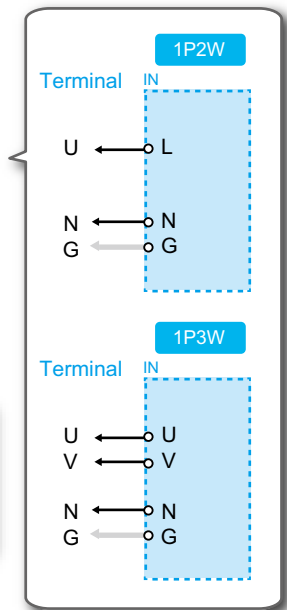 1P2W
Terminal IN
U L
N N
G G
1P3W
Terminal IN
U U
V V
N N
G G